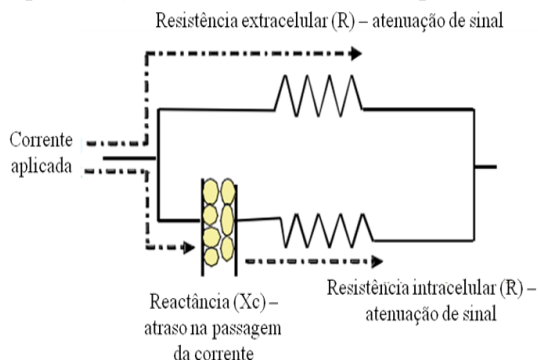 Resistência extracelular (R) – atenuação de sinal
Corrente
aplicada
Resistência intracelular (R) –
atenuação de sinal
Reactância (Xc) –
atraso na passagem
da corrente